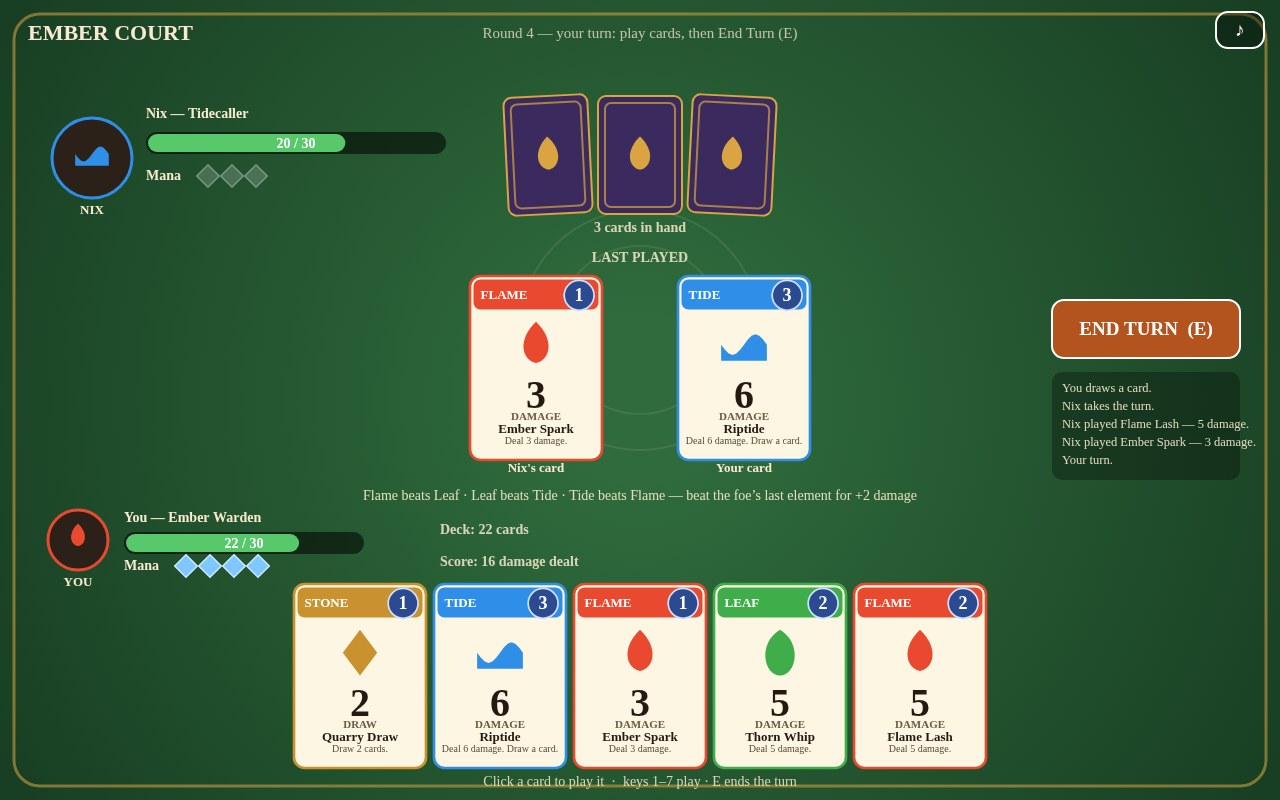 EMBER COURT
Round 4 — your turn: play cards, then End Turn (E)
♪
Nix — Tidecaller
20 / 30
Mana
NIX
3 cards in hand
LAST PLAYED
FLAME 1
3
DAMAGE
Ember Spark
Deal 3 damage.
Nix's card
TIDE 3
6
DAMAGE
Riptide
Deal 6 damage. Draw a card.
Your card
END TURN (E)
You draws a card.
Nix takes the turn.
Nix played Flame Lash — 5 damage.
Nix played Ember Spark — 3 damage.
Your turn.
Flame beats Leaf · Leaf beats Tide · Tide beats Flame — beat the foe's last element for +2 damage
You — Ember Warden
22 / 30
Mana
YOU
Deck: 22 cards
Score: 16 damage dealt
STONE 1
2
DRAW
Quarry Draw
Draw 2 cards.
TIDE 3
6
DAMAGE
Riptide
Deal 6 damage. Draw a card.
FLAME 1
3
DAMAGE
Ember Spark
Deal 3 damage.
LEAF 2
5
DAMAGE
Thorn Whip
Deal 5 damage.
FLAME 2
5
DAMAGE
Flame Lash
Deal 5 damage.
Click a card to play it · keys 1–7 play · E ends the turn